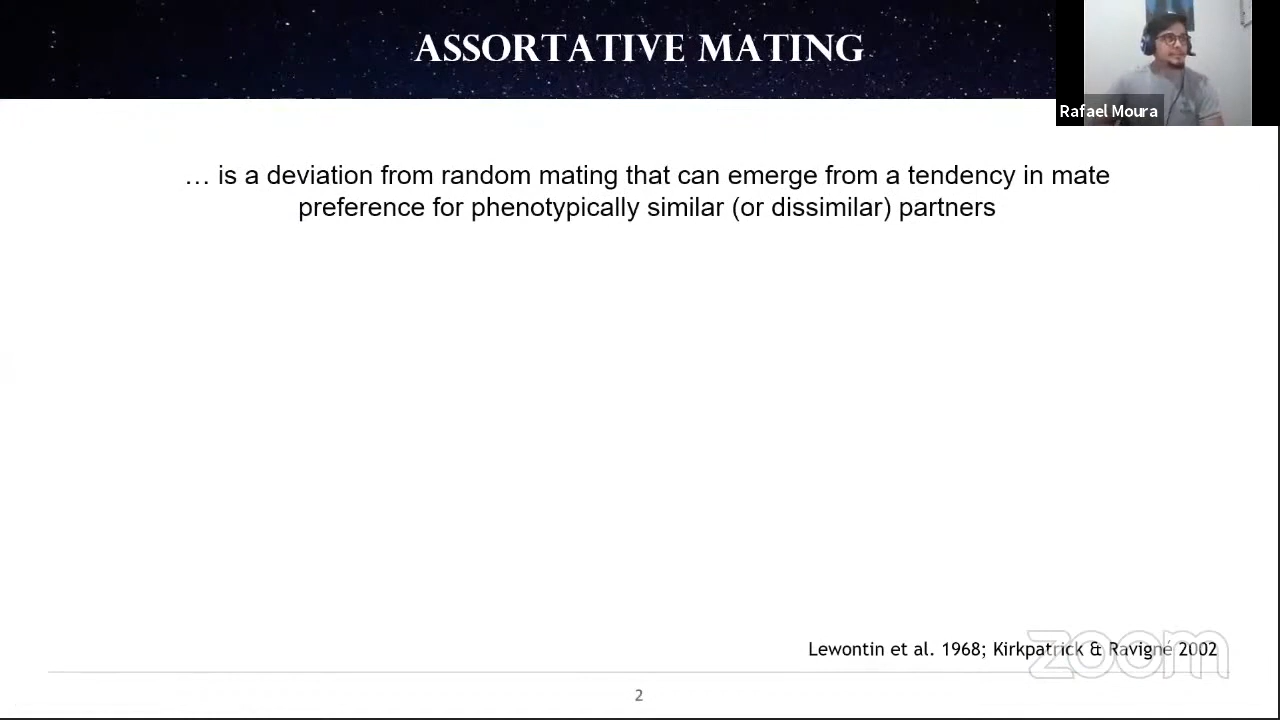 ASSORTATIVE MATING
Rafael Moura
… is a deviation from random mating that can emerge from a tendency in mate
preference for phenotypically similar (or dissimilar) partners
Lewontin et al. 1968; Kirkpatrick & Ravigné 2002
zoom
2